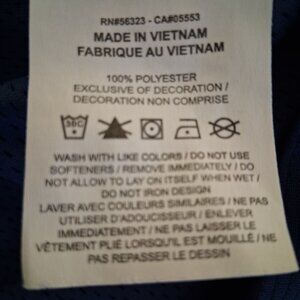 RN#56323 - CA#05553
MADE IN VIETNAM
FABRIQUE AU VIETNAM
100% POLYESTER
EXCLUSIVE OF DECORATION /
DECORATION NON COMPRISE
30C
WASH WITH LIKE COLORS / DO NOT USE
SOFTENERS / REMOVE IMMEDIATELY / DO
NOT ALLOW TO LAY ON ITSELF WHEN WET /
DO NOT IRON DESIGN
LAVER AVEC COULEURS SIMILAIRES / NE PAS
UTILISER D'ADOUCISSEUR / ENLEVER
IMMÉDIATEMENT / NE PAS LAISSER LE
VÊTEMENT PLIÉ LORSQU'IL EST MOUILLÉ / NE
PAS REPASSER LE DESSIN